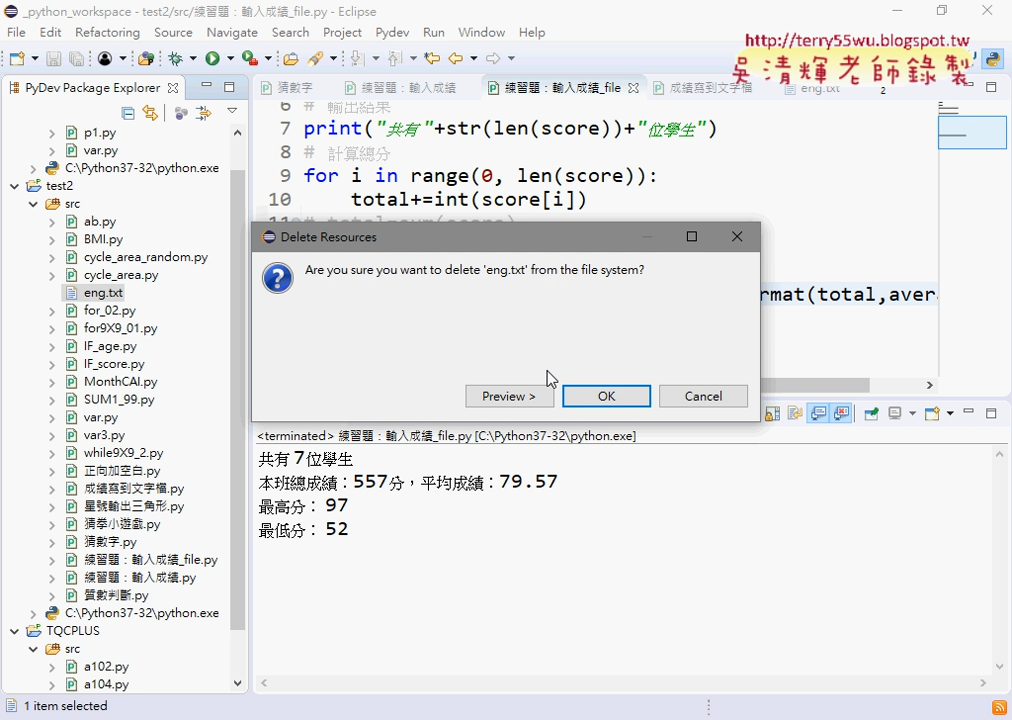 _python_workspace - test2/src/練習題：輸入成績_file.py - Eclipse
File Edit Refactoring Source Navigate Search Project Pydev Run Window Help
http://terry55wu.blogspot.tw
吳清輝老師錄製
PyDev Package Explorer
猜數字 練習題：輸入成績 練習題：輸入成績_file 成績寫到文字檔 eng.txt 2
p1.py
var.py
C:\Python37-32\python.exe
test2
src
ab.py
BMI.py
cycle_area_random.py
cycle_area.py
eng.txt
for_02.py
for9X9_01.py
IF_age.py
IF_score.py
MonthCAI.py
SUM1_99.py
var.py
var3.py
while9X9_2.py
正向加空白.py
成績寫到文字檔.py
星號輸出三角形.py
猜拳小遊戲.py
猜數字.py
練習題：輸入成績_file.py
練習題：輸入成績.py
質數判斷.py
C:\Python37-32\python.exe
TQCPLUS
src
a102.py
a104.py
6 # 輸出結果
7 print("共有"+str(len(score))+"位學生")
8 # 計算總分
9 for i in range(0, len(score)):
10 total+=int(score[i])
11 # total=sum(score)
rmat(total,aver
Delete Resources
Are you sure you want to delete 'eng.txt' from the file system?
Preview > OK Cancel
<terminated> 練習題：輸入成績_file.py [C:\Python37-32\python.exe]
共有7位學生
本班總成績：557分，平均成績：79.57
最高分： 97
最低分： 52
1 item selected